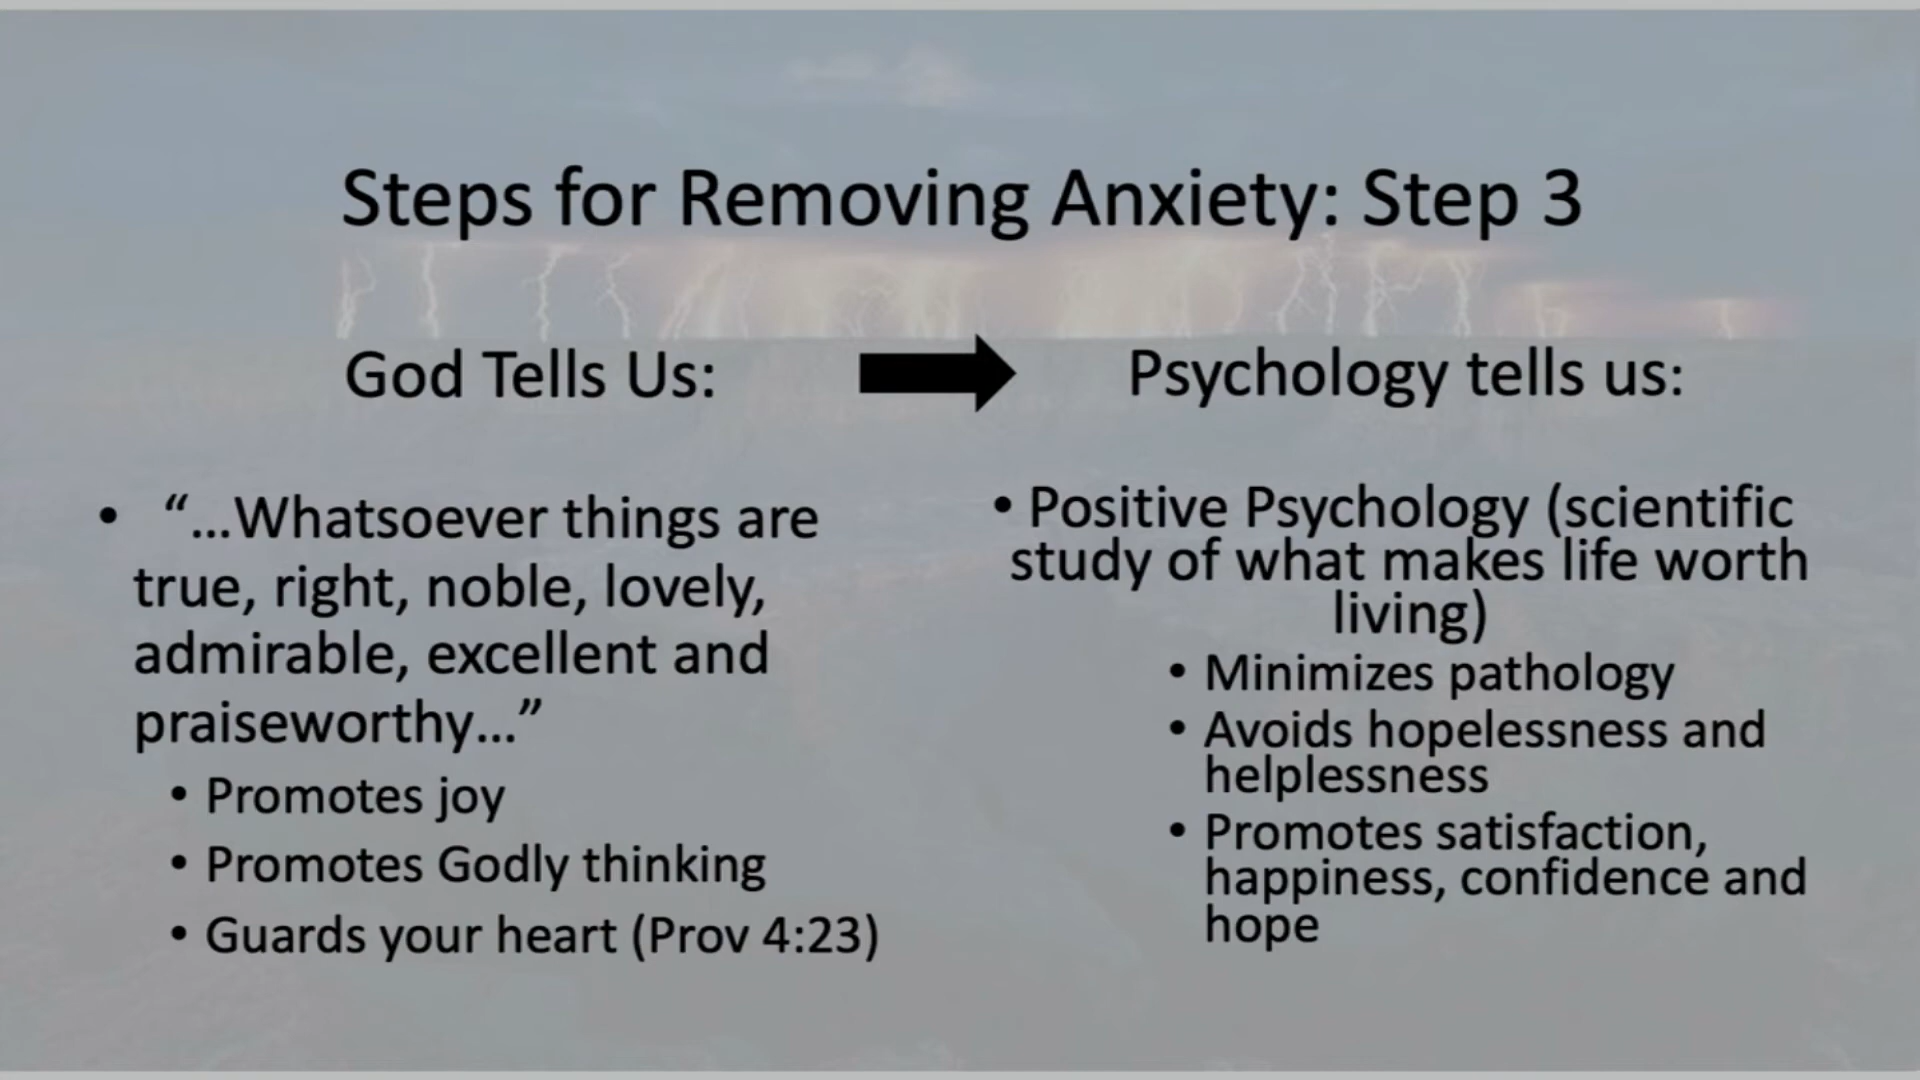 Steps for Removing Anxiety: Step 3
God Tells Us:
• “...Whatsoever things are
true, right, noble, lovely,
admirable, excellent and
praiseworthy...”
• Promotes joy
• Promotes Godly thinking
• Guards your heart (Prov 4:23)
Psychology tells us:
• Positive Psychology (scientific
study of what makes life worth
living)
• Minimizes pathology
• Avoids hopelessness and
helplessness
• Promotes satisfaction,
happiness, confidence and
hope